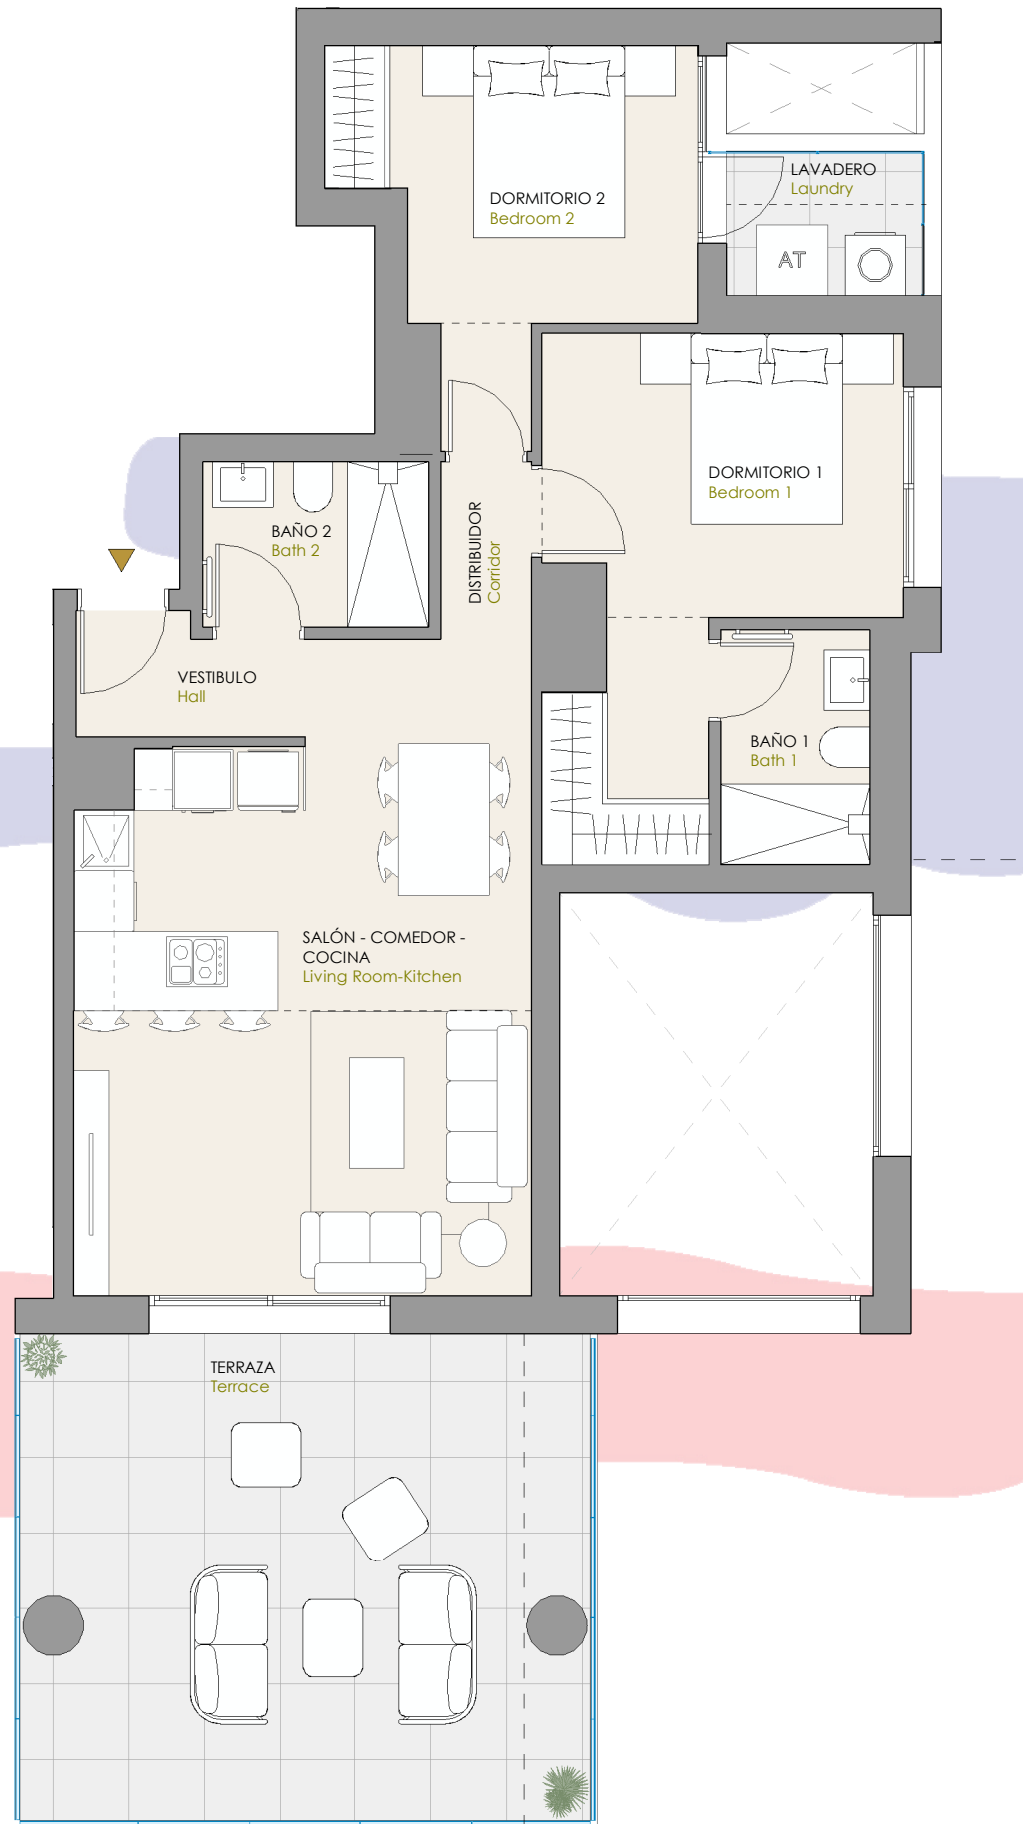 LAVADERO
Laundry
DORMITORIO 2
Bedroom 2
AT
DORMITORIO 1
Bedroom 1
BAÑO 2
Bath 2
DISTRIBUIDOR
Corridor
VESTIBULO
Hall
BAÑO 1
Bath 1
SALÓN - COMEDOR -
COCINA
Living Room-Kitchen
TERRAZA
Terrace